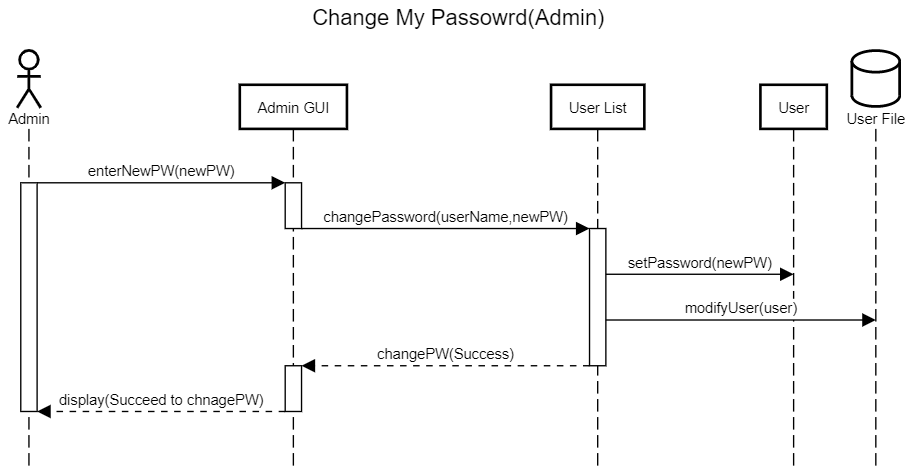 Change My Passowrd(Admin)
Admin
Admin GUI
User List
User
User File
enterNewPW(newPW)
changePassword(userName,newPW)
setPassword(newPW)
modifyUser(user)
changePW(Success)
display(Succeed to chnagePW)